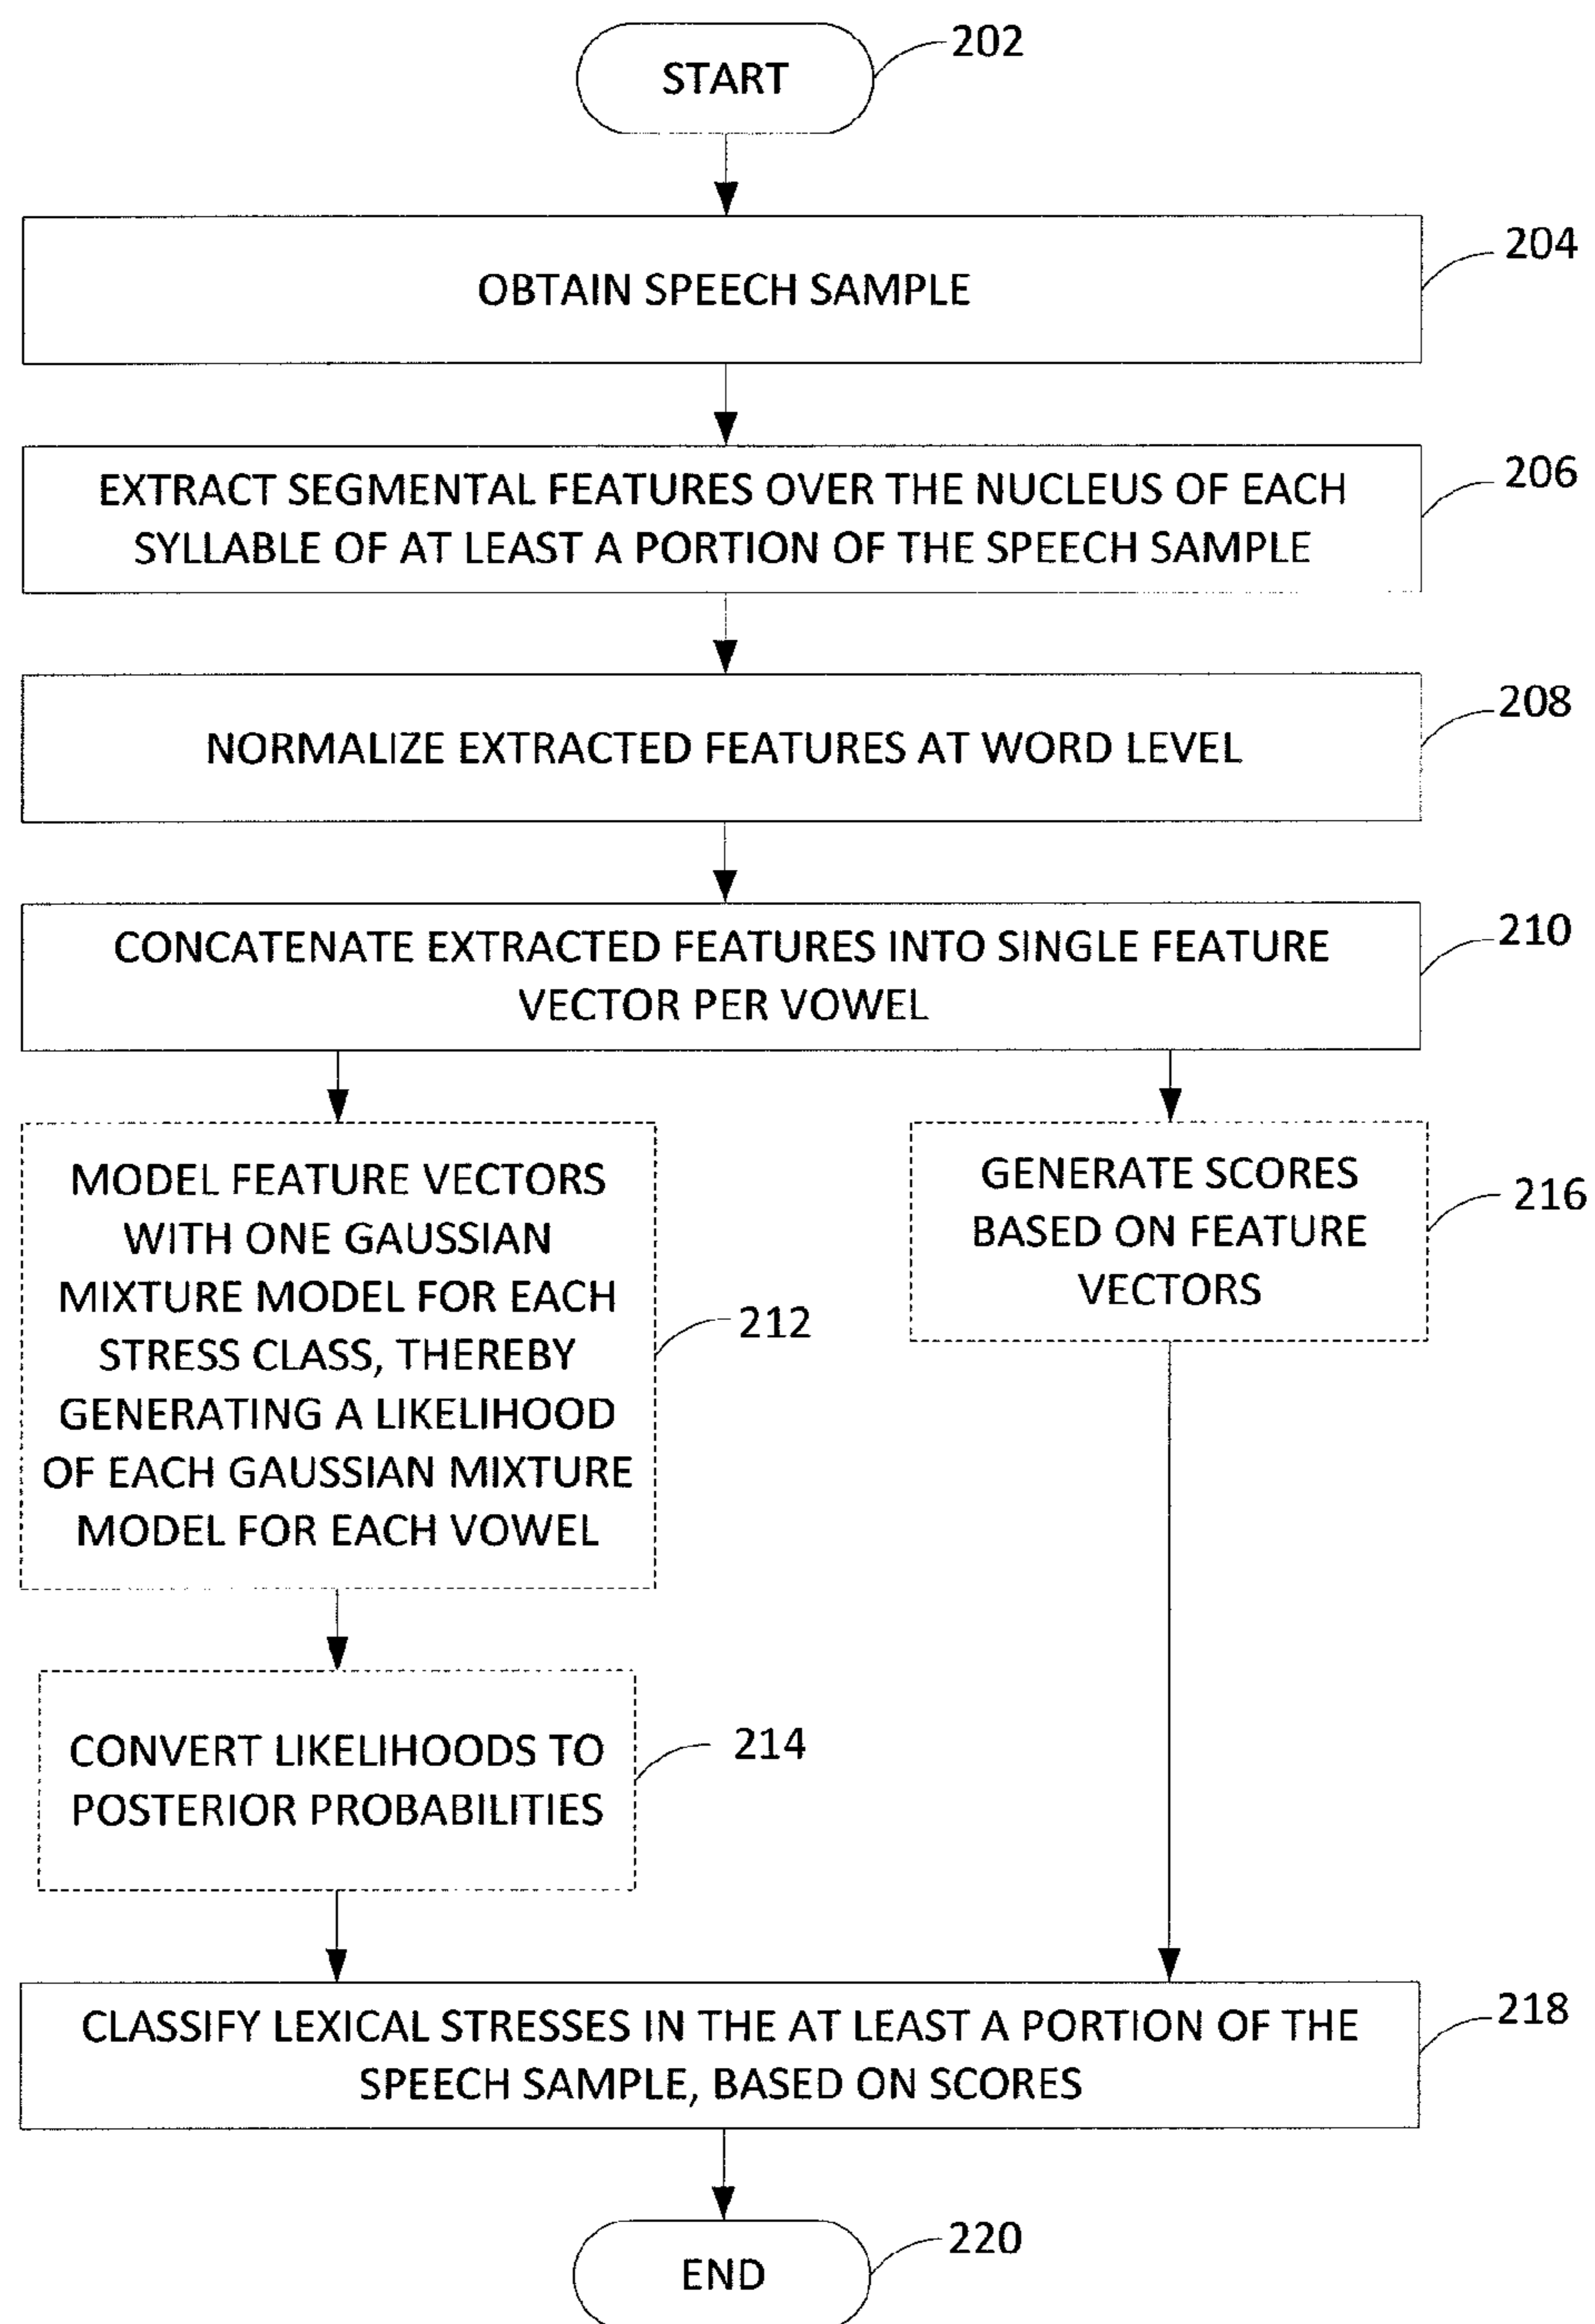 START
202
OBTAIN SPEECH SAMPLE
204
EXTRACT SEGMENTAL FEATURES OVER THE NUCLEUS OF EACH
SYLLABLE OF AT LEAST A PORTION OF THE SPEECH SAMPLE
206
NORMALIZE EXTRACTED FEATURES AT WORD LEVEL
208
CONCATENATE EXTRACTED FEATURES INTO SINGLE FEATURE
VECTOR PER VOWEL
210
MODEL FEATURE VECTORS
WITH ONE GAUSSIAN
MIXTURE MODEL FOR EACH
STRESS CLASS, THEREBY
GENERATING A LIKELIHOOD
OF EACH GAUSSIAN MIXTURE
MODEL FOR EACH VOWEL
212
GENERATE SCORES
BASED ON FEATURE
VECTORS
216
CONVERT LIKELIHOODS TO
POSTERIOR PROBABILITIES
214
CLASSIFY LEXICAL STRESSES IN THE AT LEAST A PORTION OF THE
SPEECH SAMPLE, BASED ON SCORES
218
END
220